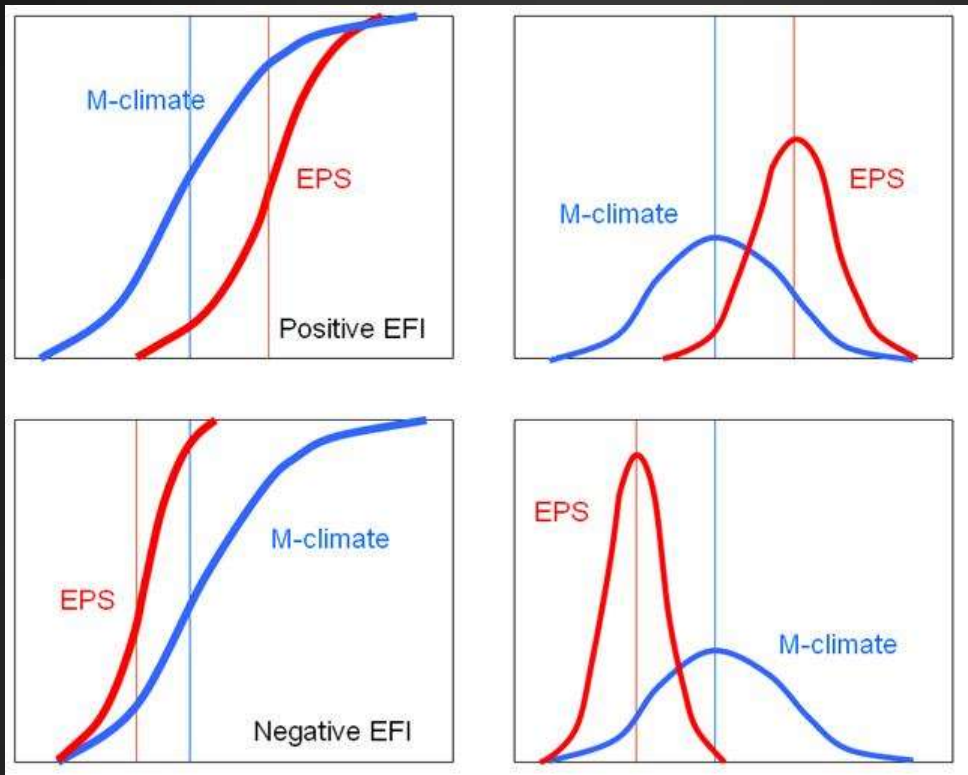 M-climate
EPS
Positive EFI
M-climate
EPS
EPS
M-climate
Negative EFI
EPS
M-climate